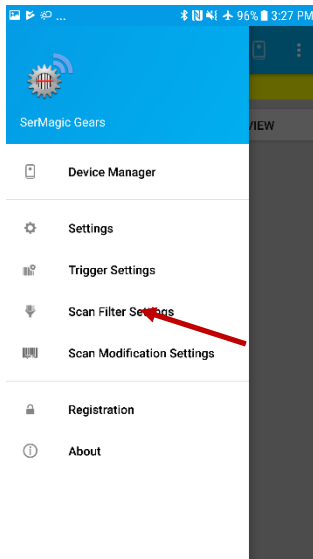 ... 96% 3:27 PM
SerMagic Gears
IEW
Device Manager
Settings
Trigger Settings
Scan Filter Settings
Scan Modification Settings
Registration
About